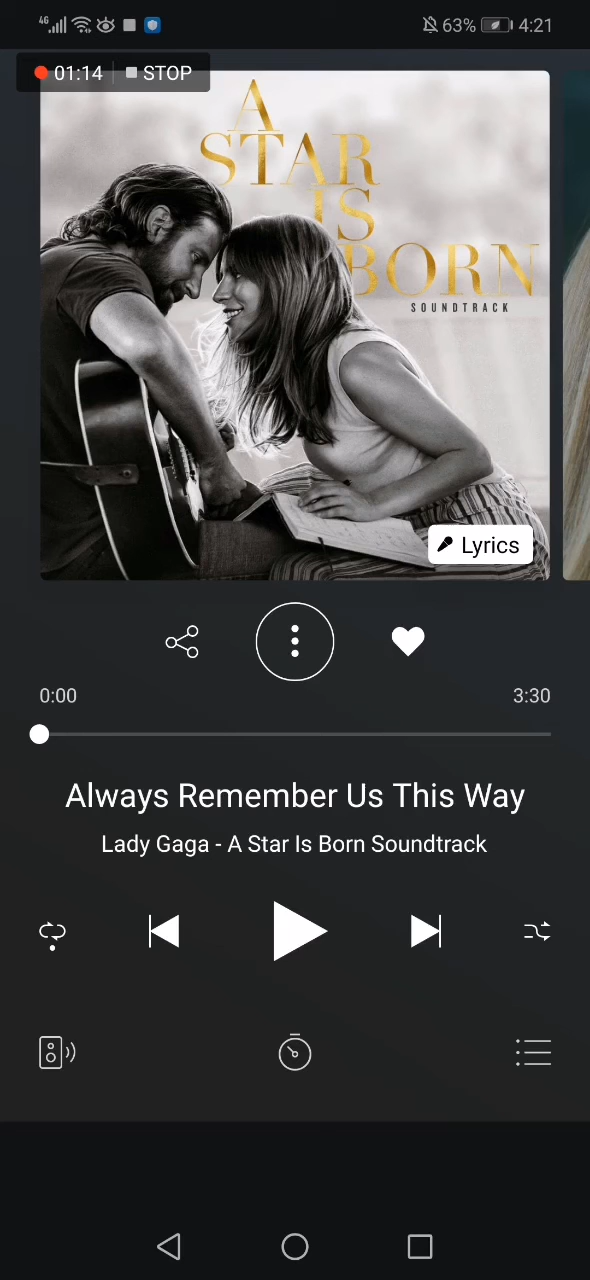 4G 63% 4:21
01:14 STOP
A
STAR
IS
BORN
SOUNDTRACK
Lyrics
0:00 3:30
Always Remember Us This Way
Lady Gaga - A Star Is Born Soundtrack